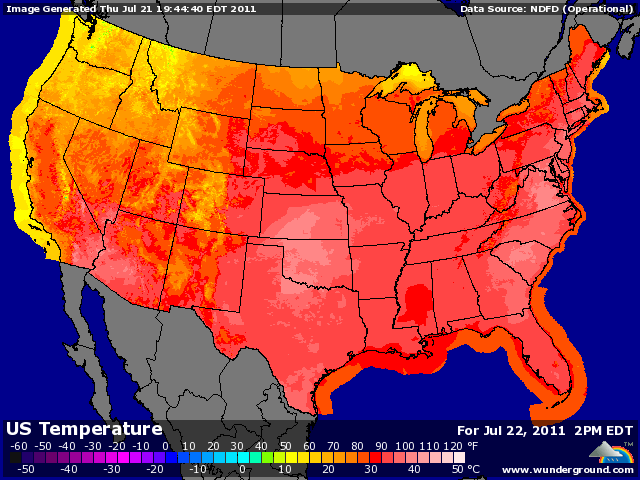 Image Generated Thu Jul 21 19:44:40 EDT 2011 Data Source: NDFD (Operational)
US Temperature For Jul 22, 2011 2PM EDT
-60 -50 -40 -30 -20 -10 0 10 20 30 40 50 60 70 80 90 100 110 120 °F
-50 -40 -30 -20 -10 0 10 20 30 40 50 °C
TM
www.wunderground.com